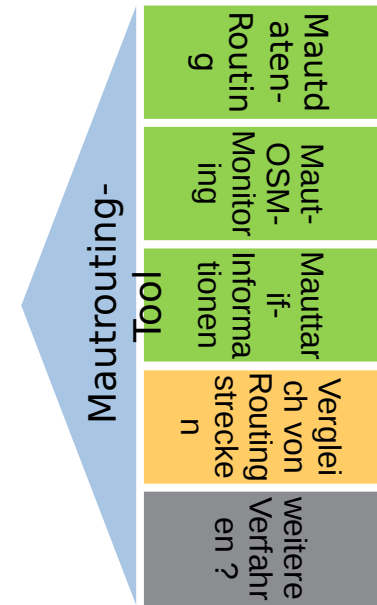 Mautrouting-
Tool
Mautd
aten-
Routin
g
Maut-
OSM-
Monitor
ing
Mauttar
if-
Informa
tionen
Verglei
ch von
Routing
strecke
n
weitere
Verfahr
en ?